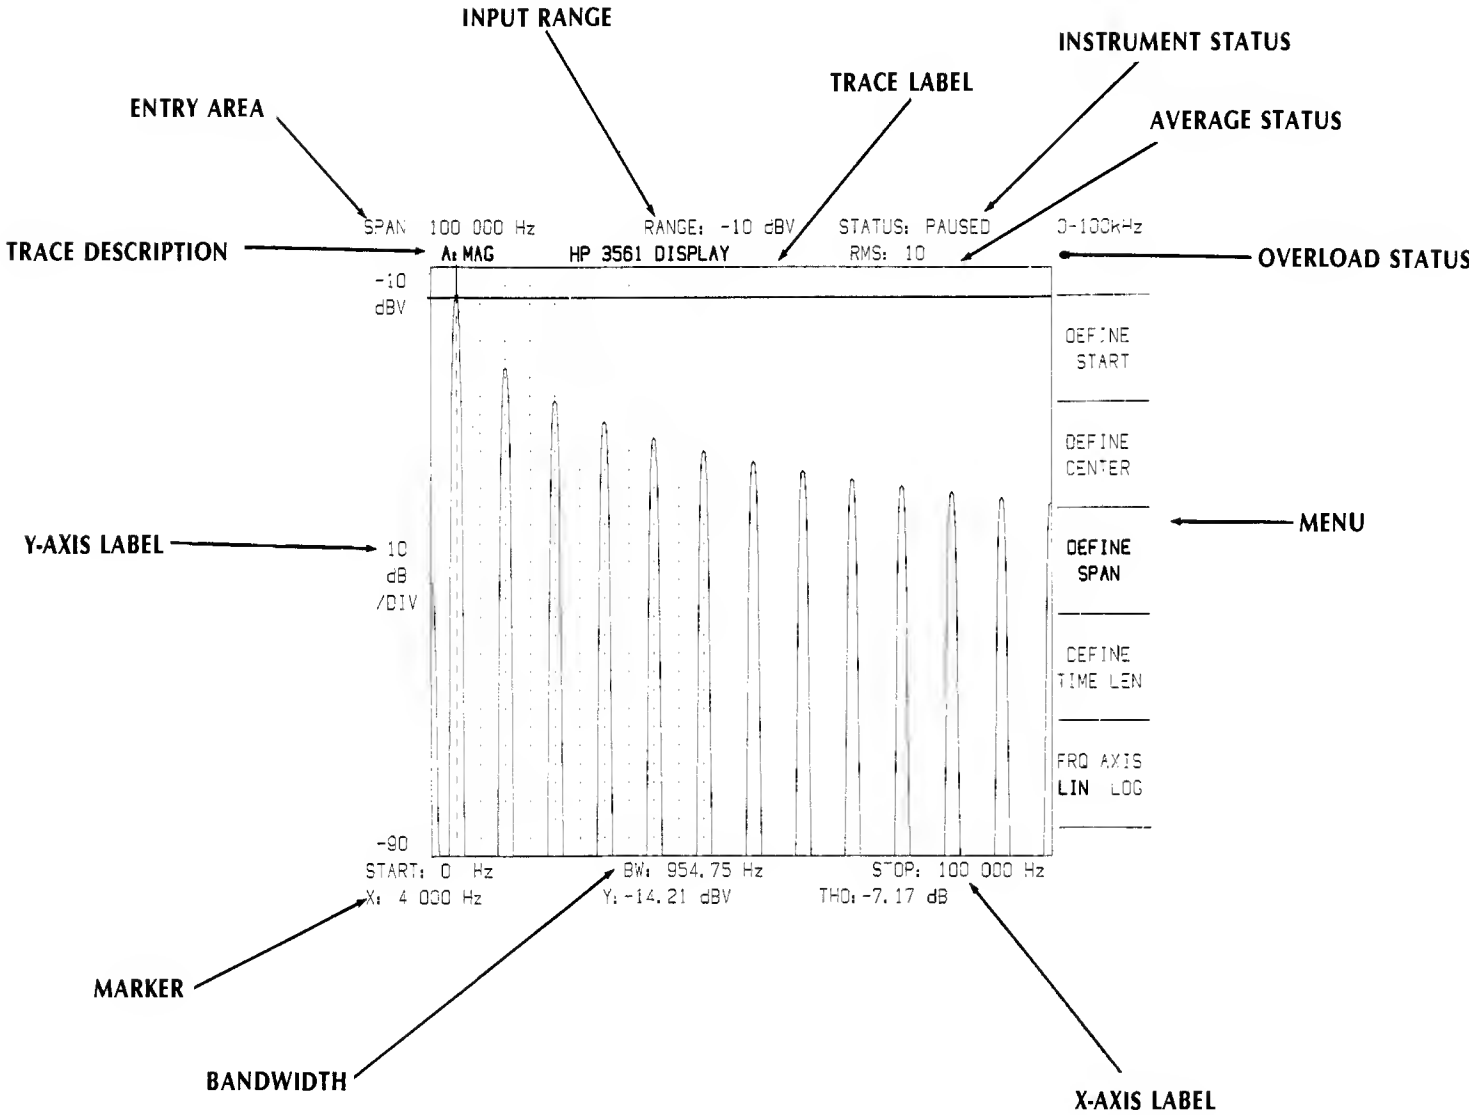 INPUT RANGE
INSTRUMENT STATUS
TRACE LABEL
ENTRY AREA
AVERAGE STATUS
SPAN 100 000 Hz RANGE: -10 dBV STATUS: PAUSED 0-100kHz
TRACE DESCRIPTION A: MAG HP 3561 DISPLAY RMS: 10 OVERLOAD STATUS
-10
dBV
DEFINE
START
DEFINE
CENTER
MENU
Y-AXIS LABEL
10
dB
/DIV
DEFINE
SPAN
DEFINE
TIME LEN
FRQ AXIS
LIN LOG
-90
START: 0 Hz BW: 954.75 Hz STOP: 100 000 Hz
X: 4 000 Hz Y: -14.21 dBV THD: -7.17 dB
MARKER
BANDWIDTH
X-AXIS LABEL